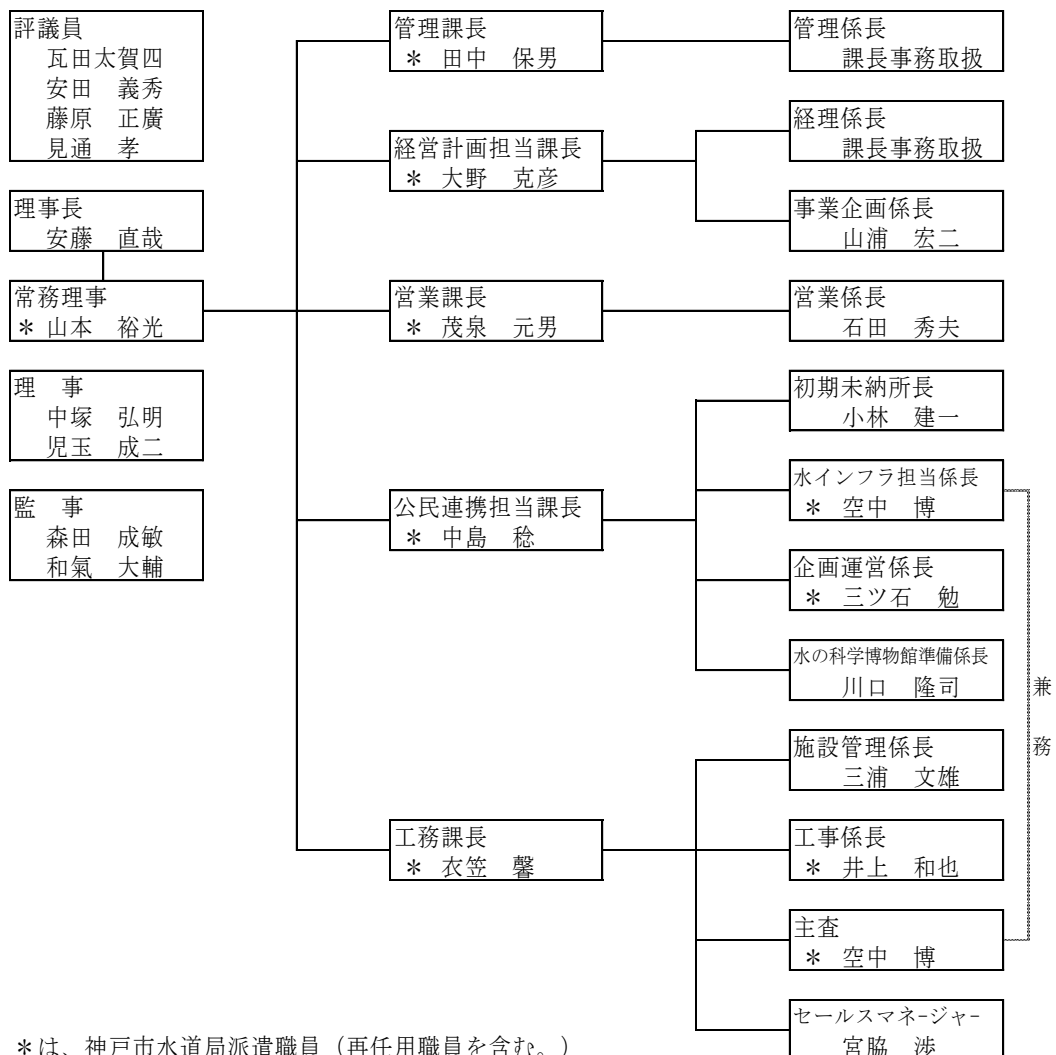 評議員
瓦田太賀四
安田　義秀
藤原　正廣
見通　孝
理事長
安藤　直哉
常務理事
＊ 山本　裕光
理　事
中塚　弘明
児玉　成二
監　事
森田　成敏
和氣　大輔
管理課長
＊　田中　保男
経営計画担当課長
＊　大野　克彦
営業課長
＊　茂泉　元男
公民連携担当課長
＊　中島　稔
工務課長
＊　衣笠　馨
管理係長
課長事務取扱
経理係長
課長事務取扱
事業企画係長
山浦　宏二
営業係長
石田　秀夫
初期未納所長
小林　建一
水インフラ担当係長
＊　空中　博
企画運営係長
＊　三ツ石　勉
水の科学博物館準備係長
川口　隆司
施設管理係長
三浦　文雄
工事係長
＊　井上　和也
主査
＊　空中　博
セールスマネ-ジャ-
宮脇　渉
兼務
＊は、神戸市水道局派遣職員（再任用職員を含む。）